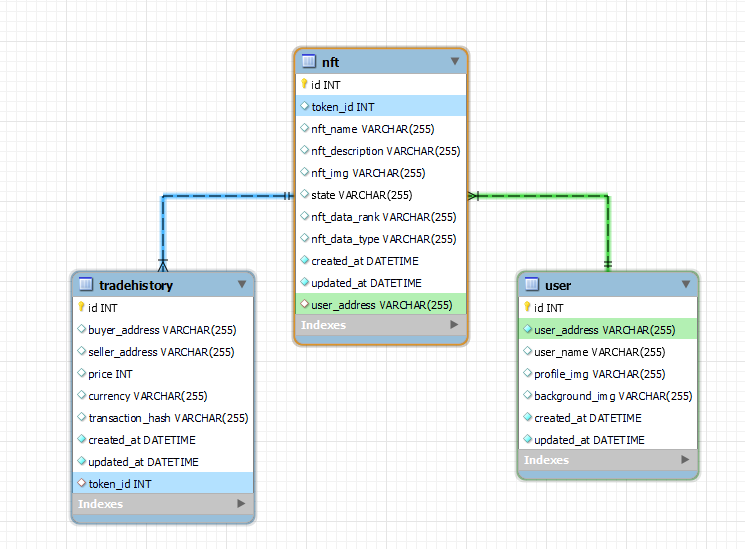 nft
id INT
token_id INT
nft_name VARCHAR(255)
nft_description VARCHAR(255)
nft_img VARCHAR(255)
state VARCHAR(255)
nft_data_rank VARCHAR(255)
nft_data_type VARCHAR(255)
created_at DATETIME
updated_at DATETIME
user_address VARCHAR(255)
Indexes
tradehistory
id INT
buyer_address VARCHAR(255)
seller_address VARCHAR(255)
price INT
currency VARCHAR(255)
transaction_hash VARCHAR(255)
created_at DATETIME
updated_at DATETIME
token_id INT
Indexes
user
id INT
user_address VARCHAR(255)
user_name VARCHAR(255)
profile_img VARCHAR(255)
background_img VARCHAR(255)
created_at DATETIME
updated_at DATETIME
Indexes